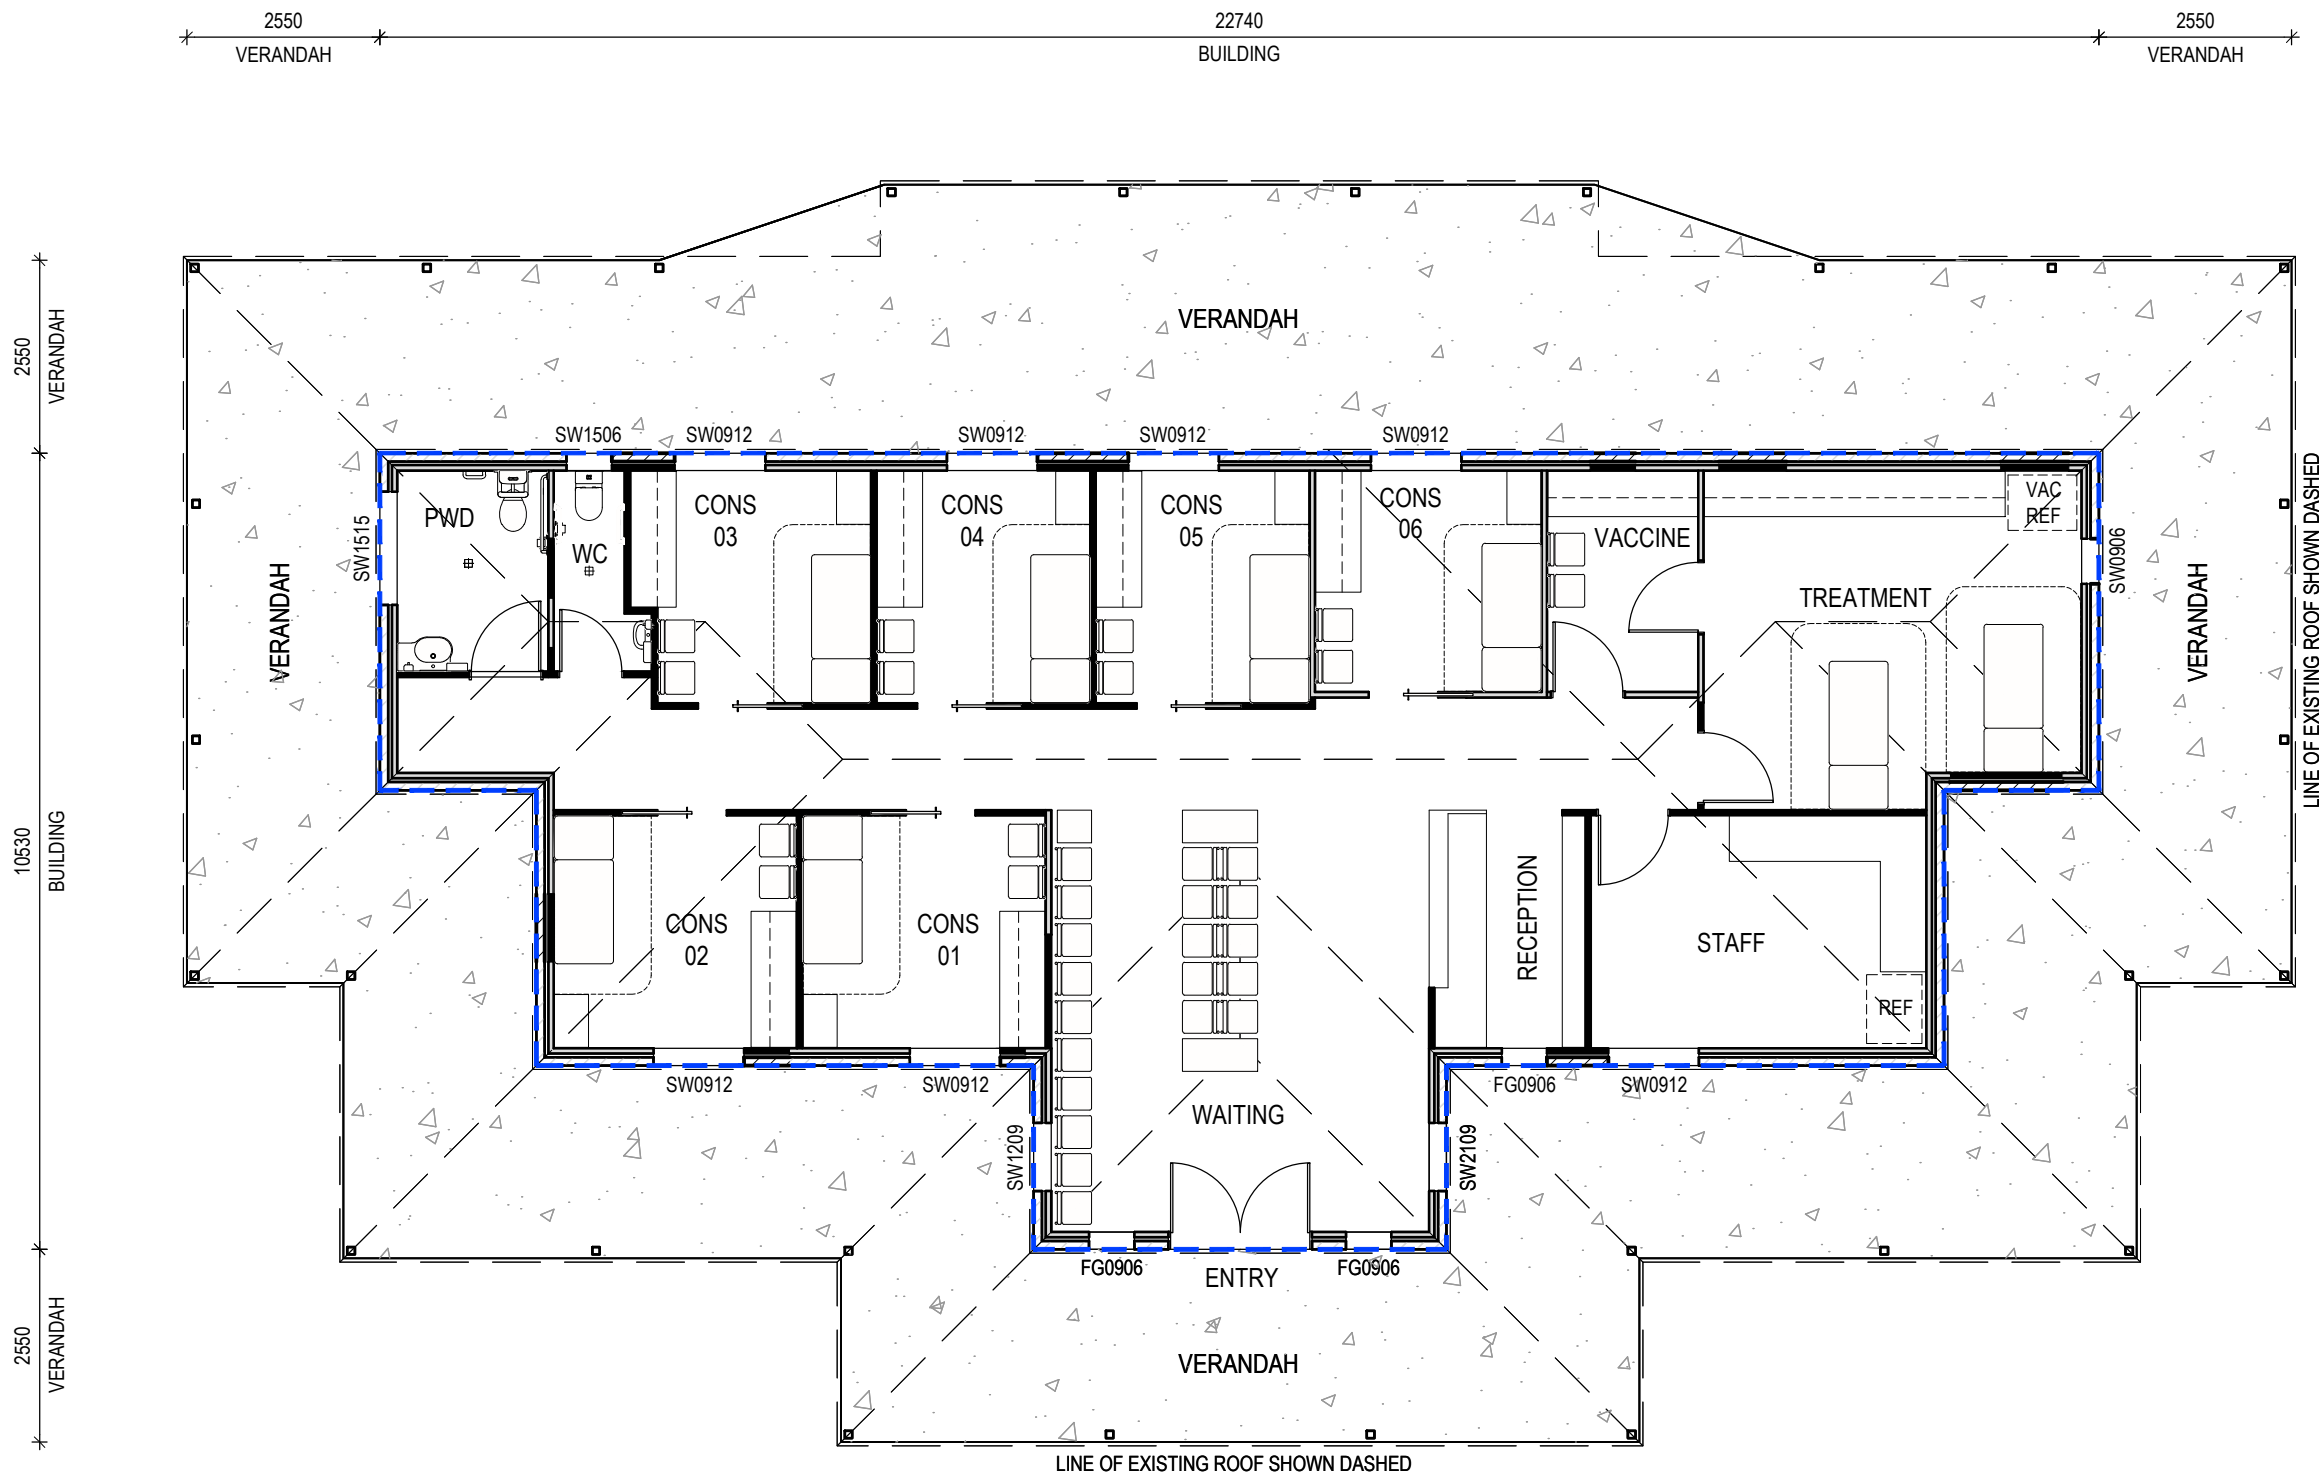 2550
22740
2550
VERANDAH
BUILDING
VERANDAH
2550
VERANDAH
VERANDAH
SW1506
SW0912
SW0912
SW0912
SW0912
SW1515
SW0906
LINE OF EXISTING ROOF SHOWN DASHED
PWD
WC
CONS
03
CONS
04
CONS
05
CONS
06
VACCINE
VAC
REF
TREATMENT
VERANDAH
VERANDAH
10530
BUILDING
CONS
02
CONS
01
RECEPTION
STAFF
REF
SW0912
SW0912
FG0906
SW0912
WAITING
SW1209
SW2109
FG0906
ENTRY
FG0906
2550
VERANDAH
VERANDAH
LINE OF EXISTING ROOF SHOWN DASHED